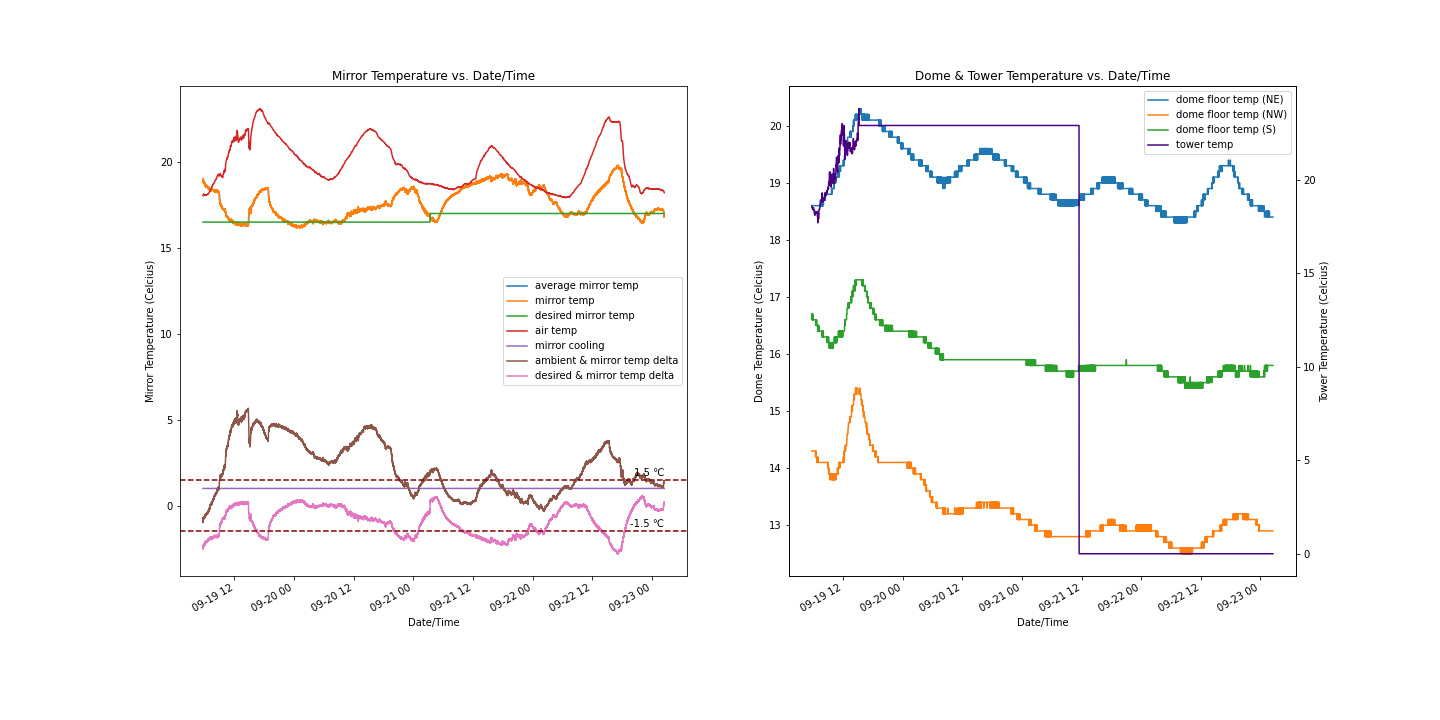 Mirror Temperature vs. Date/Time
Mirror Temperature (Celcius)
20
15
10
5
0
average mirror temp
mirror temp
desired mirror temp
air temp
mirror cooling
ambient & mirror temp delta
desired & mirror temp delta
1.5 °C
-1.5 °C
09-19 12
09-20 00
09-20 12
09-21 00
09-21 12
09-22 00
09-22 12
09-23 00
Date/Time
Dome & Tower Temperature vs. Date/Time
Dome Temperature (Celcius)
20
19
18
17
16
15
14
13
dome floor temp (NE)
dome floor temp (NW)
dome floor temp (S)
tower temp
20
15
10
5
0
Tower Temperature (Celcius)
09-19 12
09-20 00
09-20 12
09-21 00
09-21 12
09-22 00
09-22 12
09-23 00
Date/Time